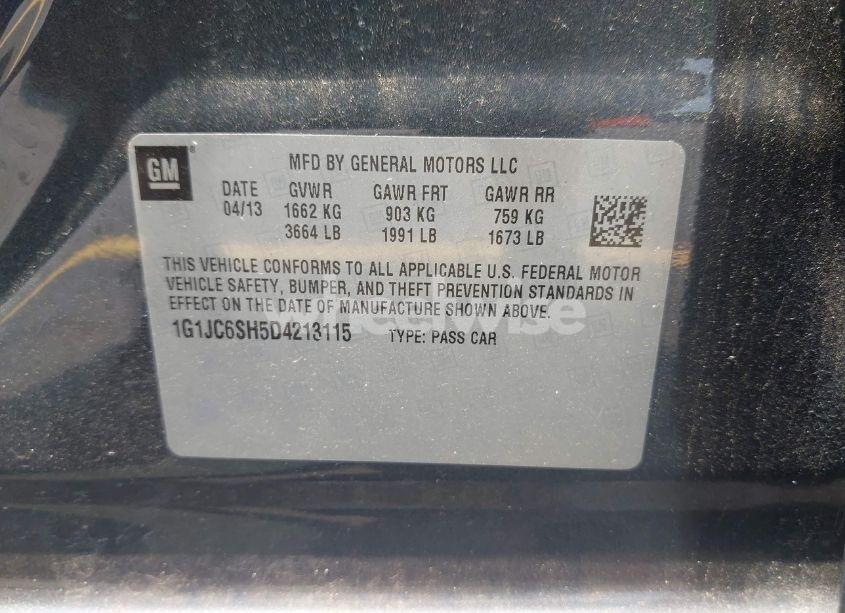 GM ®
MFD BY GENERAL MOTORS LLC
DATE GVWR GAWR FRT GAWR RR
04/13 1662 KG 903 KG 759 KG
3664 LB 1991 LB 1673 LB
THIS VEHICLE CONFORMS TO ALL APPLICABLE U.S. FEDERAL MOTOR
VEHICLE SAFETY, BUMPER, AND THEFT PREVENTION STANDARDS IN
EFFECT ON THE DATE OF MANUFACTURE SHOWN ABOVE.
wheelwise
1G1JC6SH5D4213115 TYPE: PASS CAR